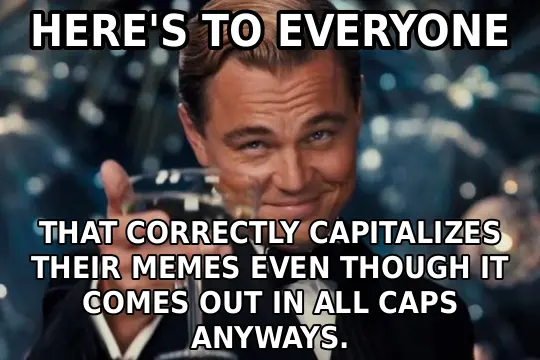 HERE'S TO EVERYONE
THAT CORRECTLY CAPITALIZES
THEIR MEMES EVEN THOUGH IT
COMES OUT IN ALL CAPS
ANYWAYS.